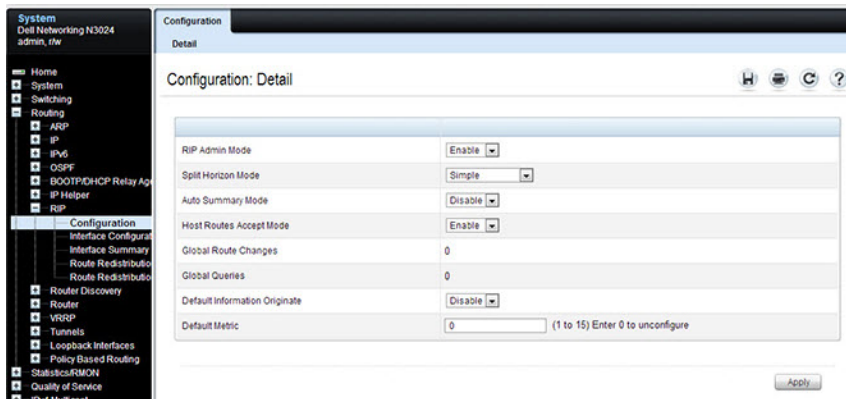 System
Dell Networking N3024
admin, r/w
Home
System
Switching
Routing
ARP
IP
IPv6
OSPF
BOOTP/DHCP Relay Age
IP Helper
RIP
Configuration
Interface Configurat
Interface Summary
Route Redistributio
Route Redistributio
Router Discovery
Router
VRRP
Tunnels
Loopback Interfaces
Policy Based Routing
Statistics/RMON
Quality of Service
Configuration
Detail
Configuration: Detail
RIP Admin Mode Enable
Split Horizon Mode Simple
Auto Summary Mode Disable
Host Routes Accept Mode Enable
Global Route Changes 0
Global Queries 0
Default Information Originate Disable
Default Metric 0 (1 to 15) Enter 0 to unconfigure
Apply